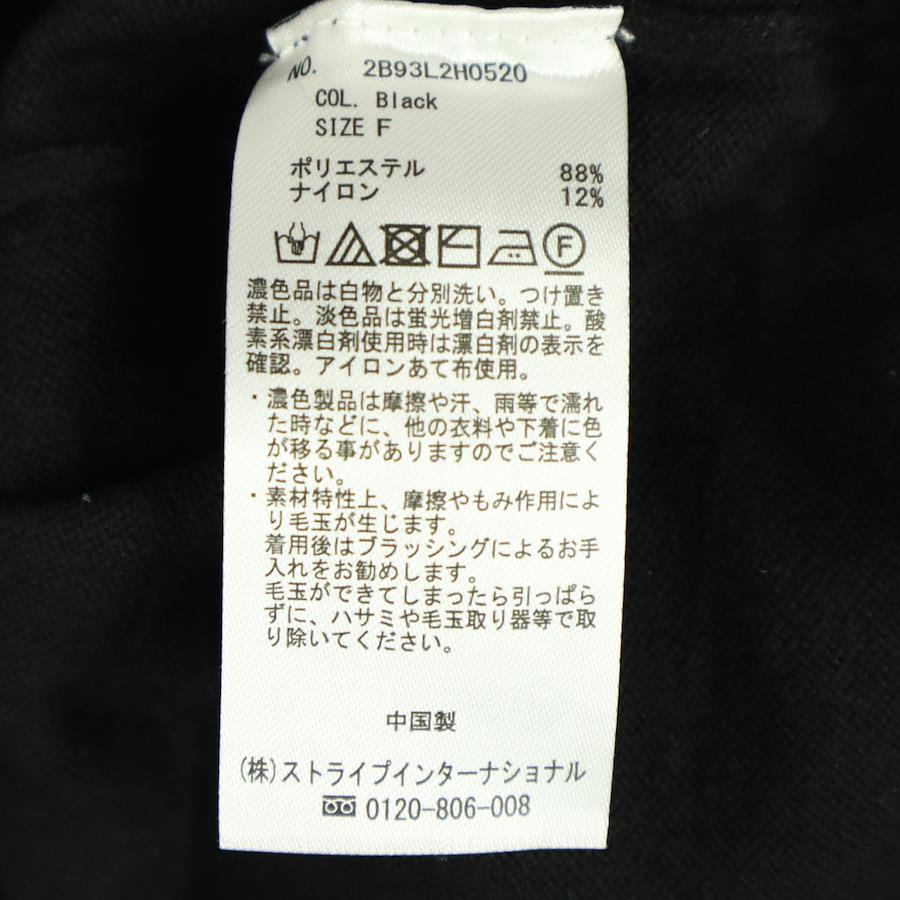 NO. 2B93L2H0520
COL. Black
SIZE F
ポリエステル 88%
ナイロン 12%
F
濃色品は白物と分別洗い。つけ置き
禁止。淡色品は蛍光増白剤禁止。酸
素系漂白剤使用時は漂白剤の表示を
確認。アイロンあて布使用。
・濃色製品は摩擦や汗、雨等で濡れ
た時などに、他の衣料や下着に色
が移る事がありますのでご注意く
ださい。
・素材特性上、摩擦やもみ作用によ
り毛玉が生じます。
着用後はブラッシングによるお手
入れをお勧めします。
毛玉ができてしまったら引っぱら
ずに、ハサミや毛玉取り器等で取
り除いてください。
中国製
(株)ストライプインターナショナル
0120-806-008